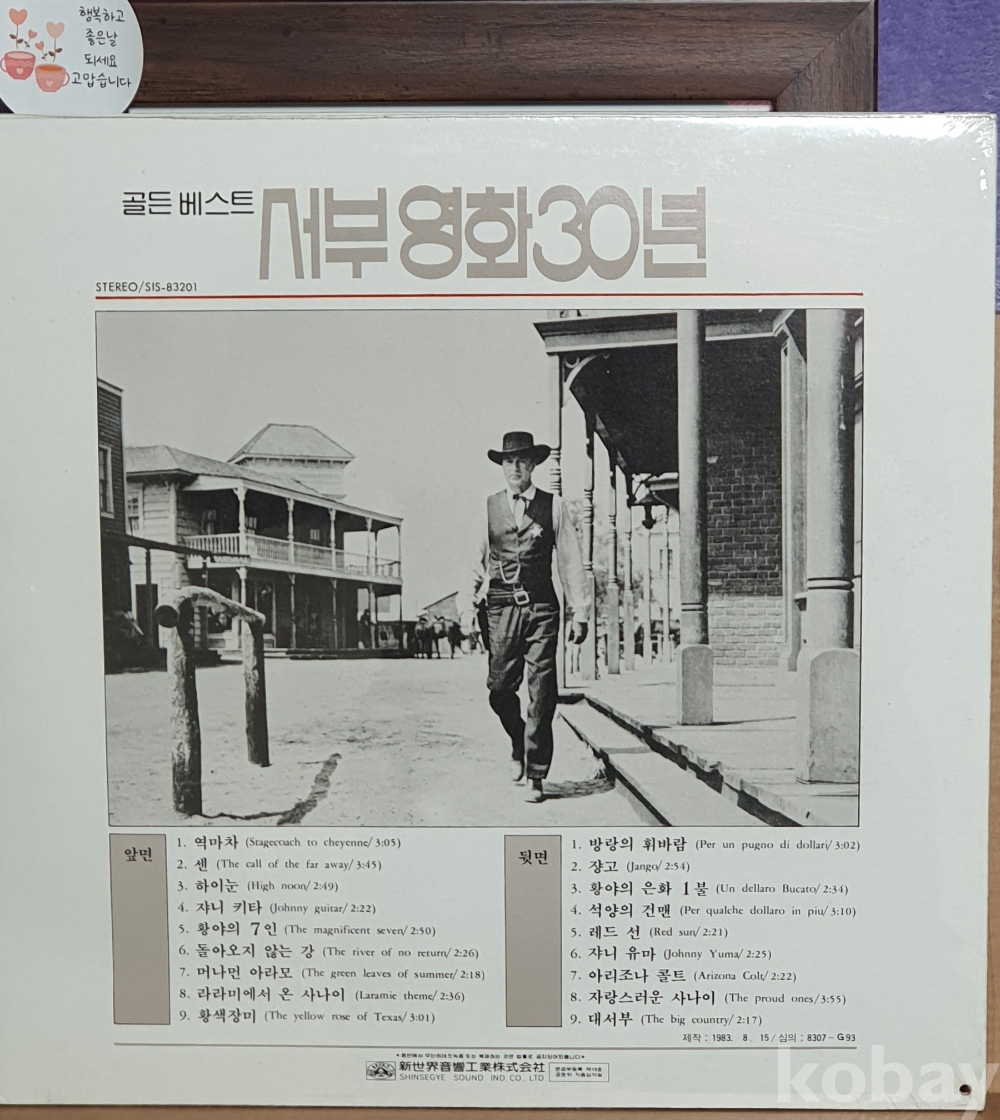 행복하고
좋은날
되세요
고맙습니다
골든 베스트 서부영화30년
STEREO/SIS-83201
앞면
1. 역마차 (Stagecoach to cheyenne/3:05)
2. 센 (The call of the far away/3:45)
3. 하이눈 (High noon/2:49)
4. 쟈니 키타 (Johnny guitar/2:22)
5. 황야의 7인 (The magnificent seven/2:50)
6. 돌아오지 않는 강 (The river of no return/2:26)
7. 머나먼 아라모 (The green leaves of summer/2:18)
8. 라라미에서 온 사나이 (Laramie theme/2:36)
9. 황색장미 (The yellow rose of Texas/3:01)
뒷면
1. 방랑의 휘바람 (Per un pugno di dollari/3:02)
2. 쟝고 (Jango/2:54)
3. 황야의 은화 1불 (Un dellaro Bucato/2:34)
4. 석양의 건맨 (Per qualche dollaro in piu/3:10)
5. 레드 선 (Red sun/2:21)
6. 쟈니 유마 (Johnny Yuma/2:25)
7. 아리조나 콜트 (Arizona Colt/2:22)
8. 자랑스러운 사나이 (The proud ones/3:55)
9. 대서부 (The big country/2:17)
제작 : 1983. 8. 15/심의 : 8307-G93
新世界音響工業株式会社
SHINSEGYE SOUND IND CO., LTD
kobay